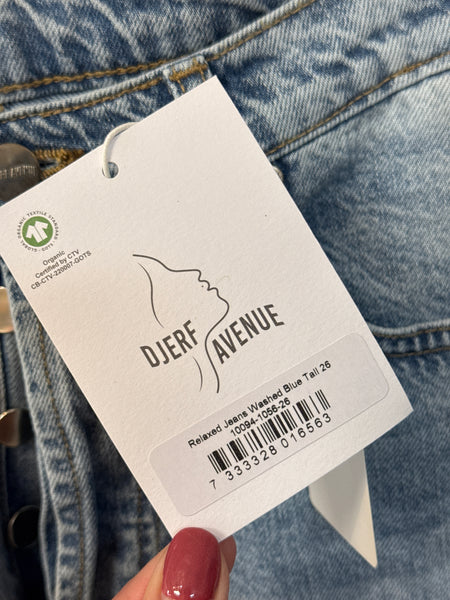 GLOBAL ORGANIC TEXTILE STANDARD · GOTS ·
Organic
Certified by CTV
CB-CTV-220007-GOTS
DJERF
AVENUE
Relaxed Jeans Washed Blue Tall 26
10094-1056-26
7 333328 016563